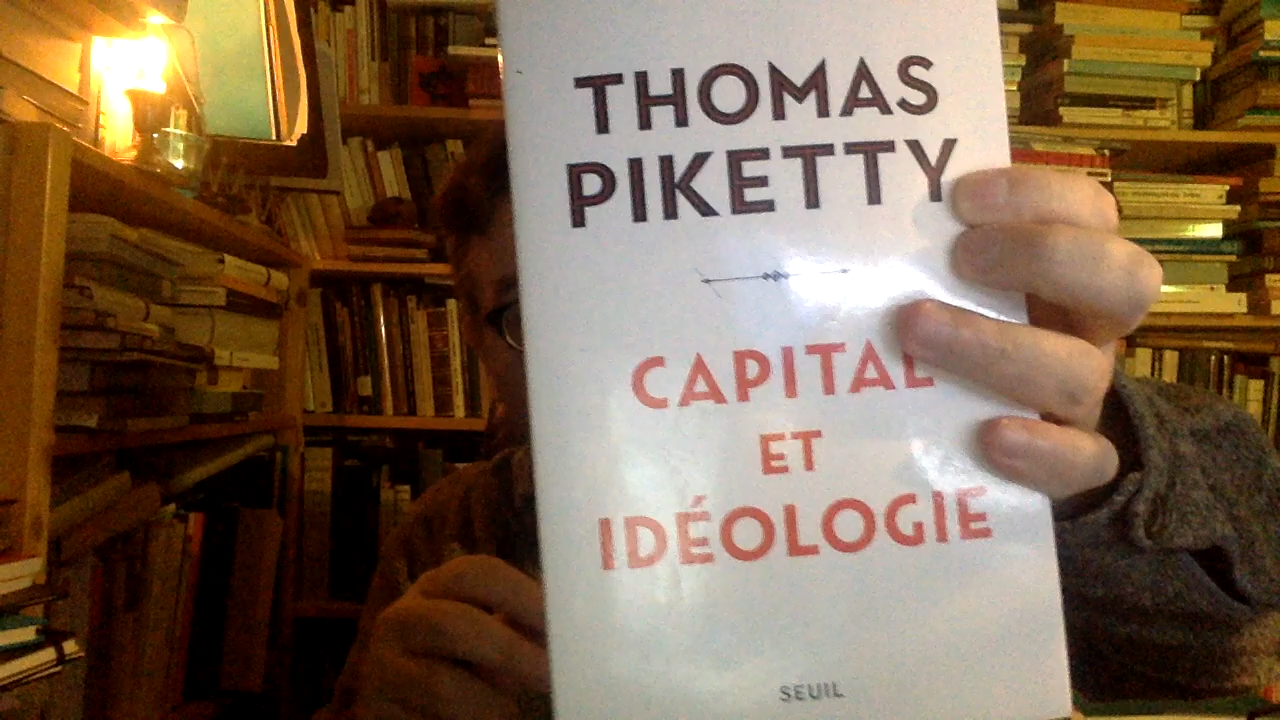 THOMAS
PIKETTY
CAPITAL
ET
IDÉOLOGIE
SEUIL